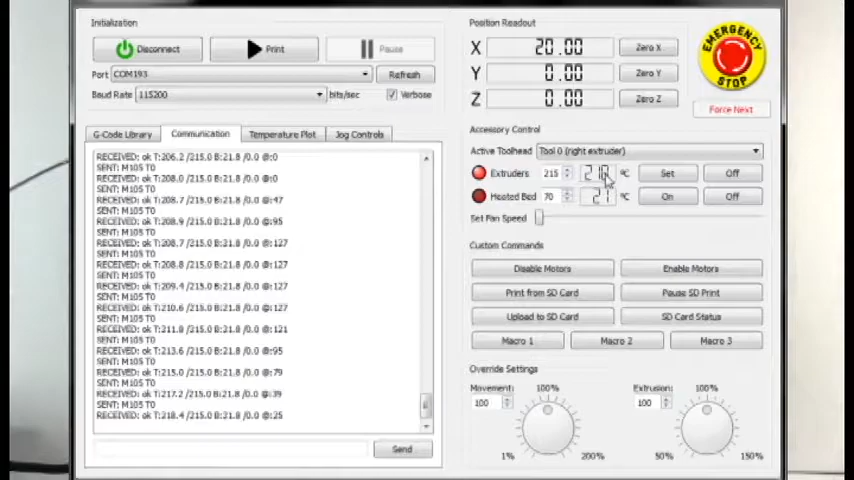 Initialization
Disconnect
Print
Pause
Port COM193
Refresh
Baud Rate 115200 bits/sec
Verbose
G-Code Library
Communication
Temperature Plot
Jog Controls
RECEIVED: ok T:206.2 /215.0 B:21.8 /0.0 @:0
SENT: M105 T0
RECEIVED: ok T:208.0 /215.0 B:21.8 /0.0 @:0
SENT: M105 T0
RECEIVED: ok T:208.7 /215.0 B:21.8 /0.0 @:47
SENT: M105 T0
RECEIVED: ok T:208.9 /215.0 B:21.8 /0.0 @:95
SENT: M105 T0
RECEIVED: ok T:208.7 /215.0 B:21.8 /0.0 @:127
SENT: M105 T0
RECEIVED: ok T:208.8 /215.0 B:21.8 /0.0 @:127
SENT: M105 T0
RECEIVED: ok T:209.4 /215.0 B:21.8 /0.0 @:127
SENT: M105 T0
RECEIVED: ok T:210.6 /215.0 B:21.8 /0.0 @:127
SENT: M105 T0
RECEIVED: ok T:211.8 /215.0 B:21.8 /0.0 @:121
SENT: M105 T0
RECEIVED: ok T:213.6 /215.0 B:21.8 /0.0 @:95
SENT: M105 T0
RECEIVED: ok T:215.0 /215.0 B:21.8 /0.0 @:79
SENT: M105 T0
RECEIVED: ok T:217.2 /215.0 B:21.8 /0.0 @:39
SENT: M105 T0
RECEIVED: ok T:218.4 /215.0 B:21.8 /0.0 @:25
Send
Position Readout
X 20.00 Zero X
Y 0.00 Zero Y
Z 0.00 Zero Z
EMERGENCY
STOP
Force Next
Accessory Control
Active Toolhead Tool 0 (right extruder)
Extruders 215 218 ºC Set Off
Heated Bed 70 21 ºC On Off
Set Fan Speed
Custom Commands
Disable Motors
Enable Motors
Print from SD Card
Pause SD Print
Upload to SD Card
SD Card Status
Macro 1
Macro 2
Macro 3
Override Settings
Movement: 100%
100
1% 200%
Extrusion: 100%
100
50% 150%